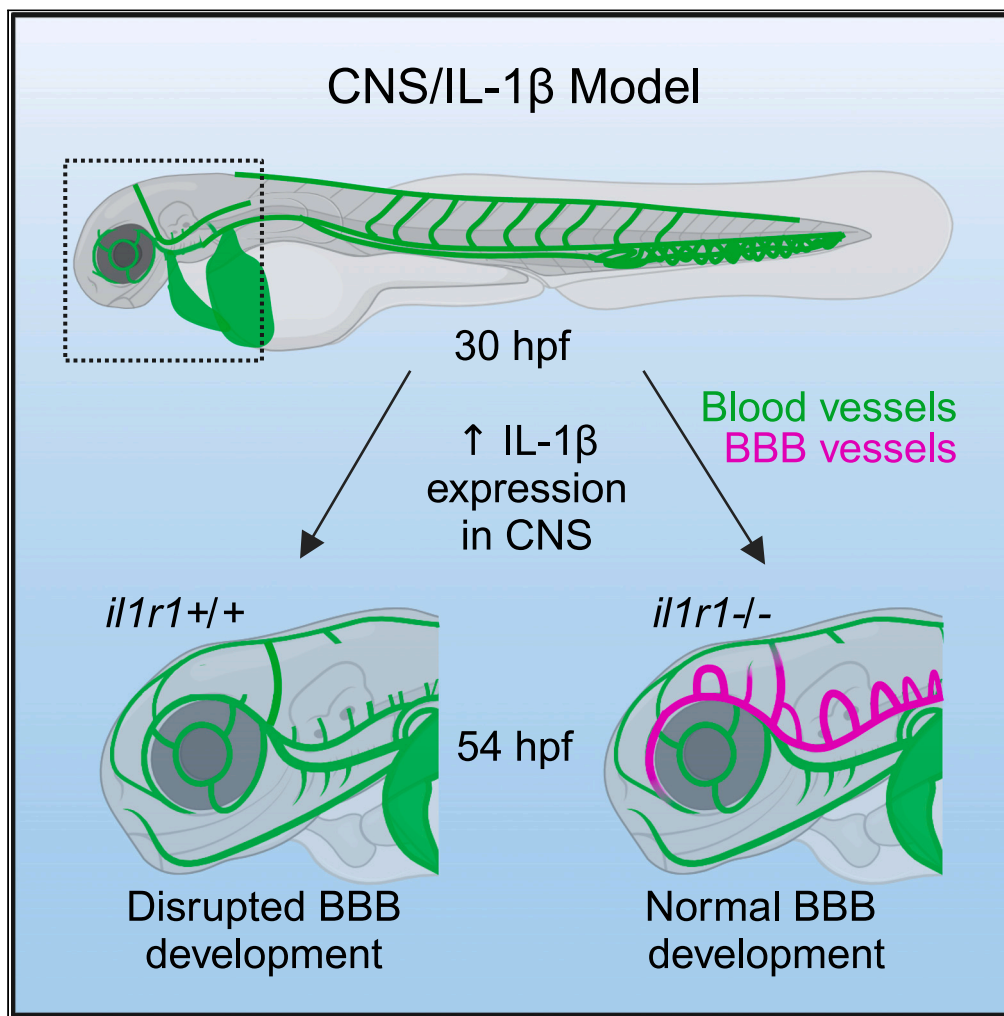 CNS/IL-1β Model
30 hpf
Blood vessels
BBB vessels
↑ IL-1β
expression
in CNS
il1r1+/+
il1r1-/-
54 hpf
Disrupted BBB
development
Normal BBB
development